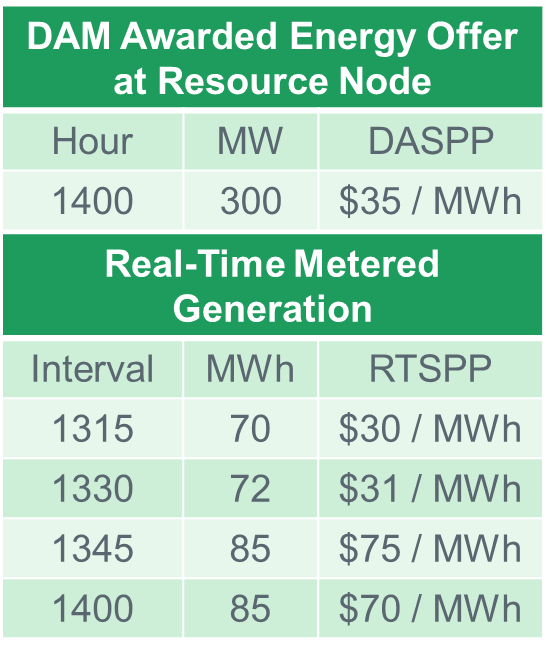 DAM Awarded Energy Offer
at Resource Node
Hour MW DASPP
1400 300 $35 / MWh
Real-Time Metered
Generation
Interval MWh RTSPP
1315 70 $30 / MWh
1330 72 $31 / MWh
1345 85 $75 / MWh
1400 85 $70 / MWh